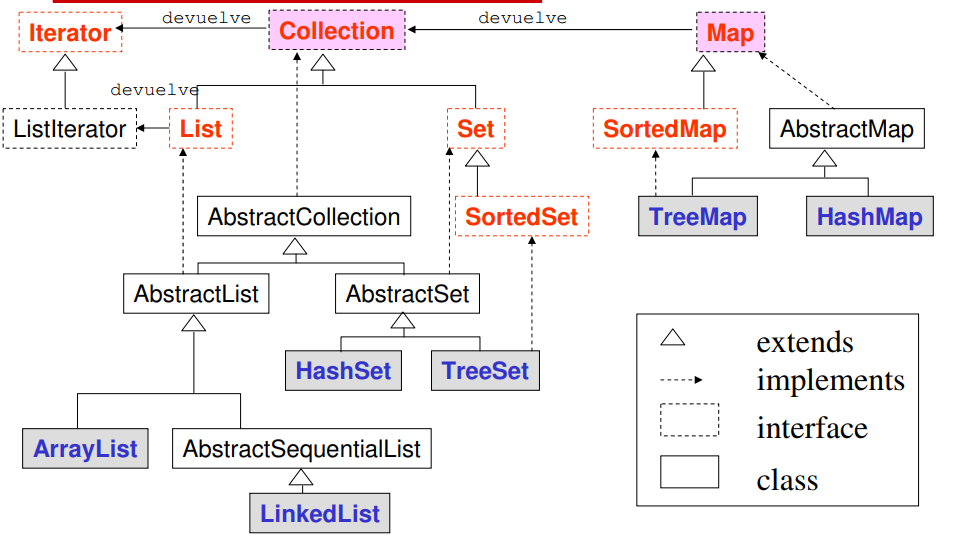 devuelve
devuelve
Iterator
Collection
Map
devuelve
ListIterator
List
Set
SortedMap
AbstractMap
AbstractCollection
SortedSet
TreeMap
HashMap
AbstractList
AbstractSet
extends
HashSet
TreeSet
implements
interface
ArrayList
AbstractSequentialList
class
LinkedList